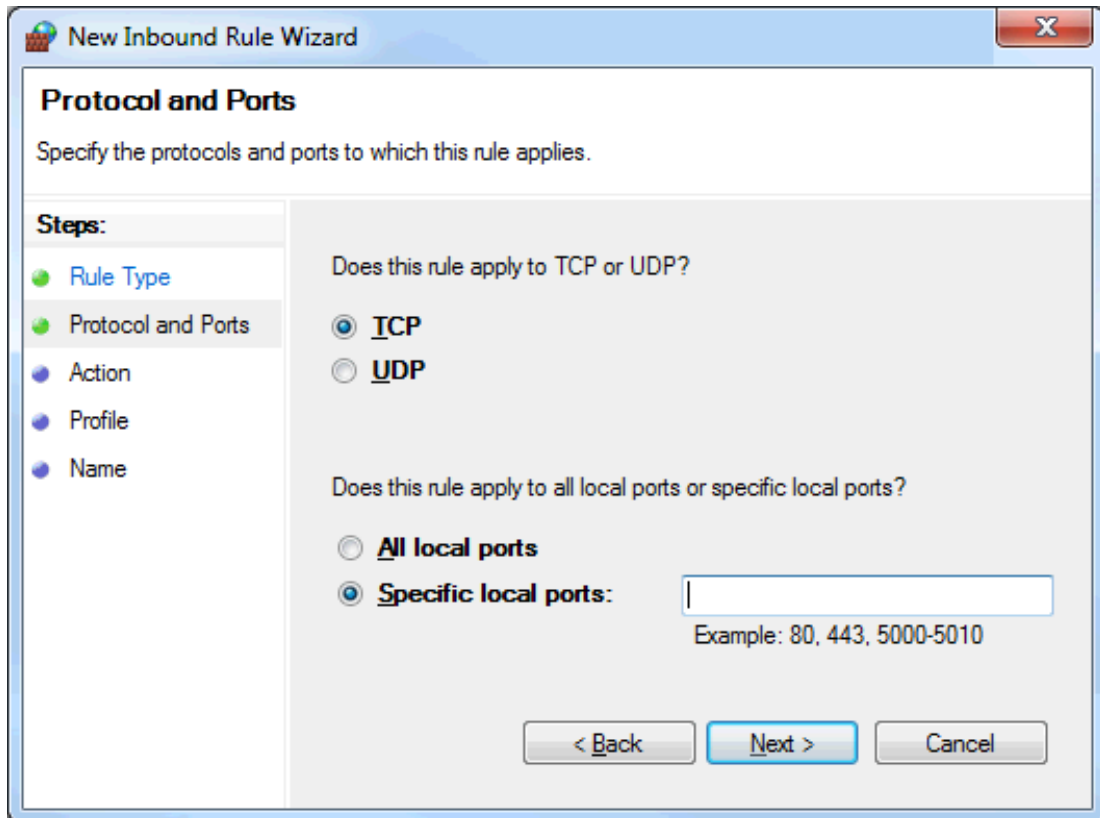 New Inbound Rule Wizard
Protocol and Ports
Specify the protocols and ports to which this rule applies.
Steps:
Rule Type
Protocol and Ports
Action
Profile
Name
Does this rule apply to TCP or UDP?
TCP
UDP
Does this rule apply to all local ports or specific local ports?
All local ports
Specific local ports:
Example: 80, 443, 5000-5010
< Back Next > Cancel